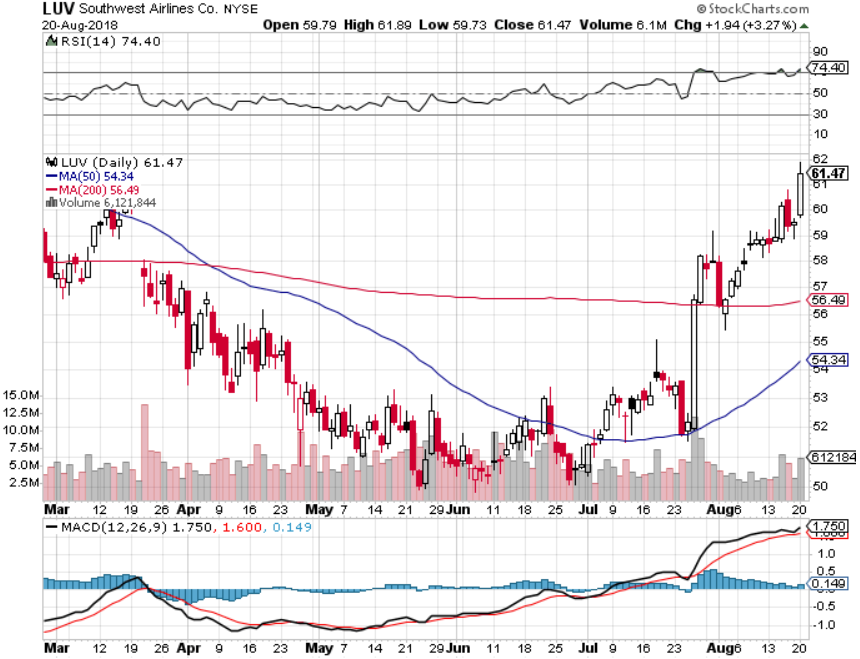 LUV Southwest Airlines Co. NYSE © StockCharts.com
20-Aug-2018 Open 59.79 High 61.89 Low 59.73 Close 61.47 Volume 6.1M Chg +1.94 (+3.27%)
RSI(14) 74.40
90
74.40
50
30
10
LUV (Daily) 61.47
MA(50) 54.34
MA(200) 56.49
Volume 6,121,844
62
61.47
61
60
59
58
57
56.49
56
55
54.34
54
53
52
50
15.0M
12.5M
10.0M
7.5M
5.0M
2.5M
612184
Mar 12 19 26 Apr 9 16 23 May 7 14 21 29 Jun 11 18 25 Jul 9 16 23 Aug 6 13 20
MACD(12,26,9) 1.750, 1.600, 0.149
1.750
1.0
0.5
0.149
-0.5
-1.0
Mar 12 19 26 Apr 9 16 23 May 7 14 21 29 Jun 11 18 25 Jul 9 16 23 Aug 6 13 20